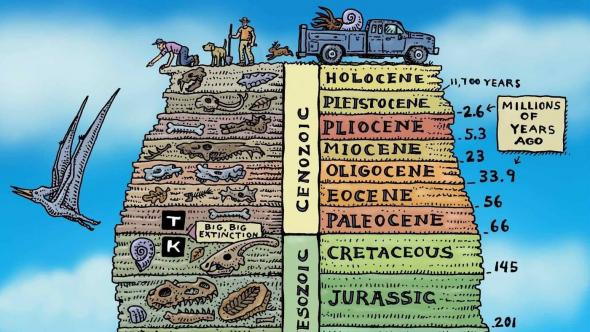 HOLOCENE
11,700 YEARS
PLEISTOCENE
2.6
MILLIONS
OF
YEARS
AGO
PLIOCENE
5.3
MIOCENE
23
OLIGOCENE
33.9
EOCENE
56
PALEOCENE
66
CENOZOIC
T
K
BIG, BIG
EXTINCTION
CRETACEOUS
145
JURASSIC
201
ESOZOIC